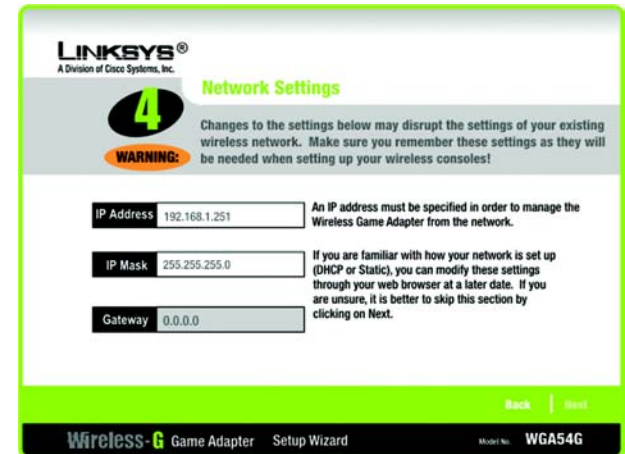 LINKSYS®
A Division of Cisco Systems, Inc.
Network Settings
4
WARNING:
Changes to the settings below may disrupt the settings of your existing
wireless network. Make sure you remember these settings as they will
be needed when setting up your wireless consoles!
IP Address 192.168.1.251
An IP address must be specified in order to manage the
Wireless Game Adapter from the network.
IP Mask 255.255.255.0
If you are familiar with how your network is set up
(DHCP or Static), you can modify these settings
through your web browser at a later date. If you
are unsure, it is better to skip this section by
clicking on Next.
Gateway 0.0.0.0
Back | Next
Wireless-G Game Adapter Setup Wizard Model No. WGA54G